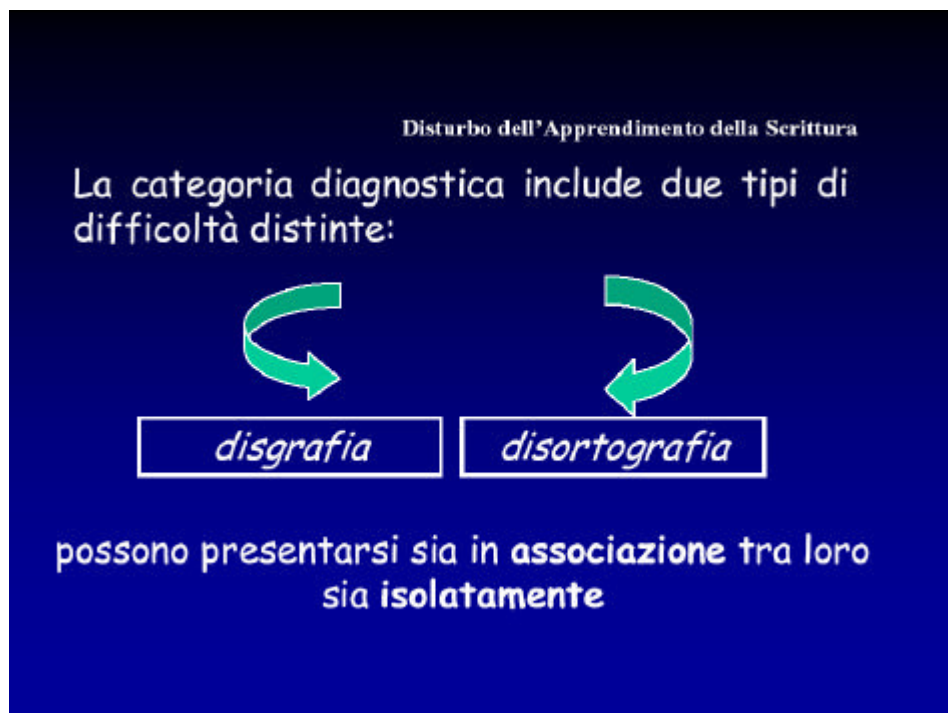 Disturbo dell'Apprendimento della Scrittura
La categoria diagnostica include due tipi di
difficoltà distinte:
disgrafia
disortografia
possono presentarsi sia in associazione tra loro
sia isolatamente